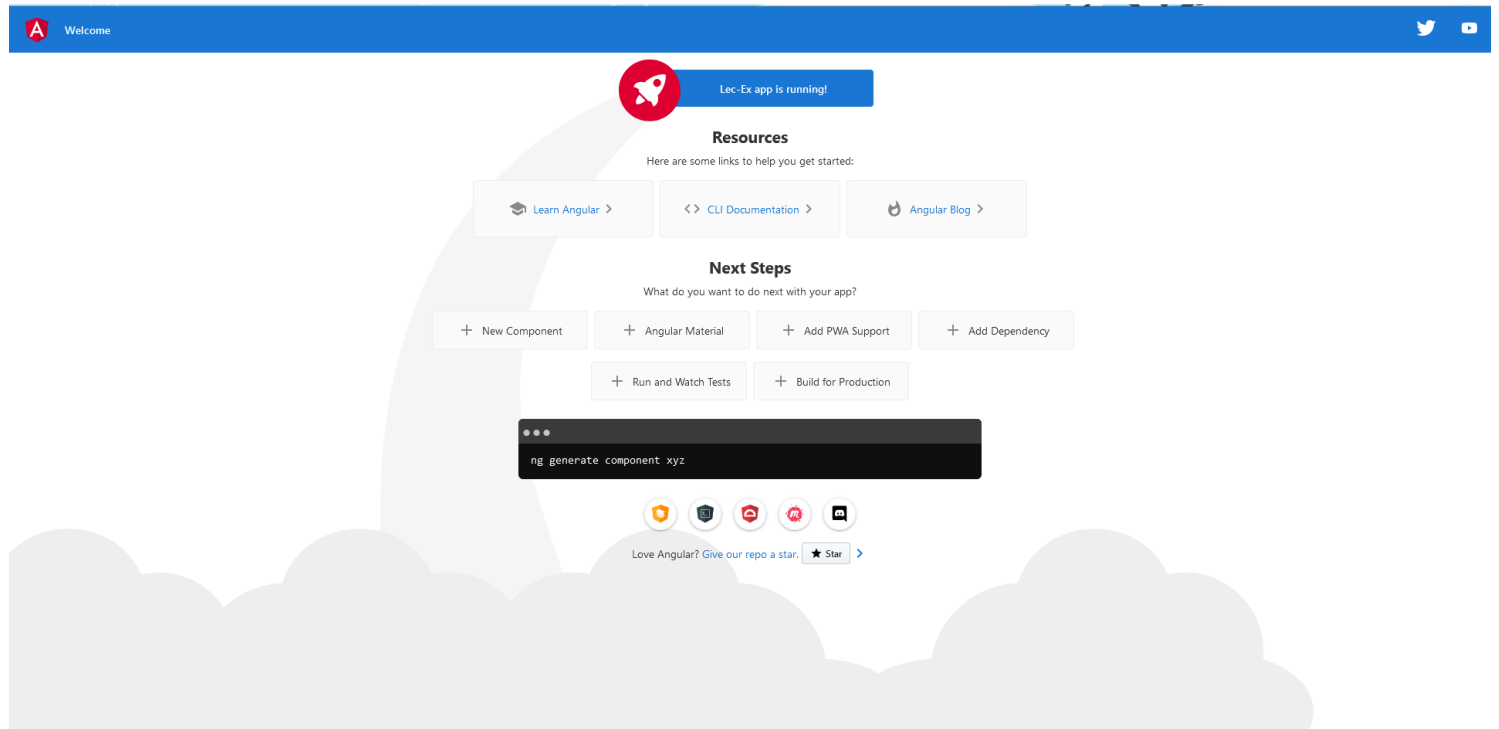 Welcome
Lec-Ex app is running!
Resources
Here are some links to help you get started:
Learn Angular
CLI Documentation
Angular Blog
Next Steps
What do you want to do next with your app?
New Component
Angular Material
Add PWA Support
Add Dependency
Run and Watch Tests
Build for Production
ng generate component xyz
Love Angular? Give our repo a star. Star